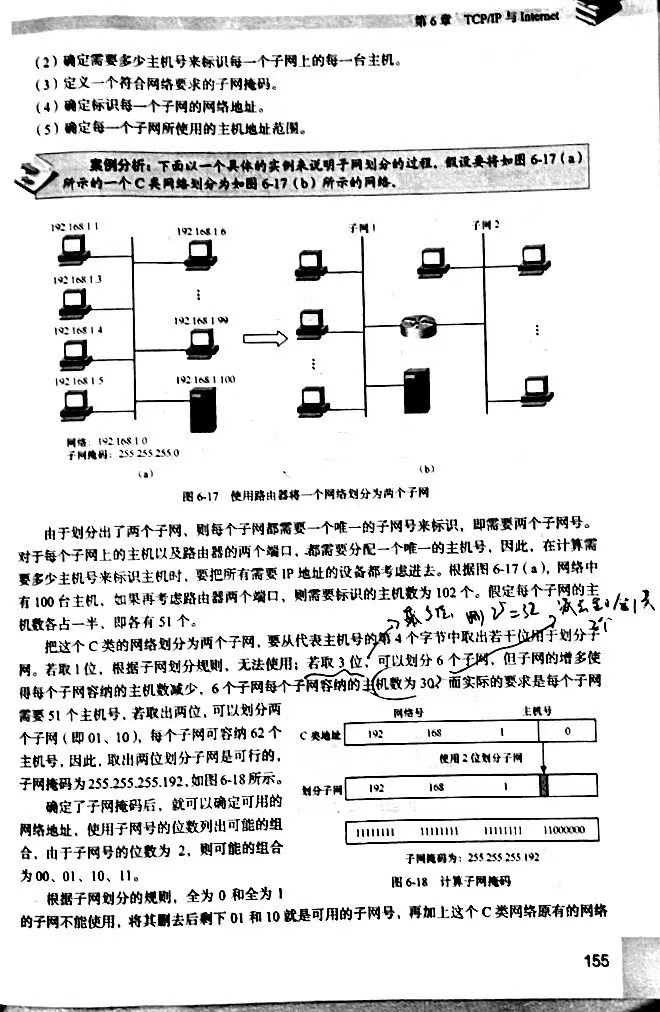 第6章 TCP/IP 与 Internet
(2) 确定需要多少主机号来标识每一个子网上的每一台主机。
(3) 定义一个符合网络要求的子网掩码。
(4) 确定标识每一个子网的网络地址。
(5) 确定每一个子网所使用的主机地址范围。
案例分析:下面以一个具体的实例来说明子网划分的过程。假设要将如图 6-17(a)
所示的一个 C 类网络划分为如图 6-17(b)所示的网络。
192 168 1 1
192 168 1 6
子网 1
子网 2
192 168 1 3
192 168 1 4
192 168 1 99
192 168 1 5
192 168 1 100
网络: 192 168 1 0
子网掩码: 255 255 255.0
(a)
(b)
图 6-17 使用路由器将一个网络划分为两个子网
由于划分出了两个子网,则每个子网都需要一个唯一的子网号来标识,即需要两个子网号。
对于每个子网上的主机以及路由器的两个端口,都需要分配一个唯一的主机号,因此,在计算需
要多少主机号来标识主机时,要把所有需要 IP 地址的设备都考虑进去。根据图 6-17(a),网络中
有 100 台主机,如果再考虑路由器两个端口,则需要标识的主机数为 102 个。假定每个子网的主
机数各占一半,即各有 51 个。
剩5位 则 2⁵=32
2个
把这个 C 类的网络划分为两个子网,要从代表主机号的第 4 个字节中取出若干位用于划分子
网。若取 1 位,根据子网划分规则,无法使用;若取 3 位,可以划分 6 个子网,但子网的增多使
得每个子网容纳的主机数减少,6 个子网每个子网容纳的主机数为 30,而实际的要求是每个子网
需要 51 个主机号,若取出两位,可以划分两
个子网(即 01、10),每个子网可容纳 62 个
主机号,因此,取出两位划分子网是可行的,
子网掩码为 255.255.255.192,如图 6-18 所示。
确定了子网掩码后,就可以确定可用的
网络地址,使用子网号的位数列出可能的组
合,由于子网号的位数为 2,则可能的组合
为 00、01、10、11。
网络号 主机号
C 类地址 192 168 1 0
使用 2 位划分子网
划分子网 192 168 1
11111111 11111111 11111111 11000000
子网掩码为: 255 255 255 192
图 6-18 计算子网掩码
根据子网划分的规则,全为 0 和全为 1
的子网不能使用,将其删去后剩下 01 和 10 就是可用的子网号,再加上这个 C 类网络原有的网络
155